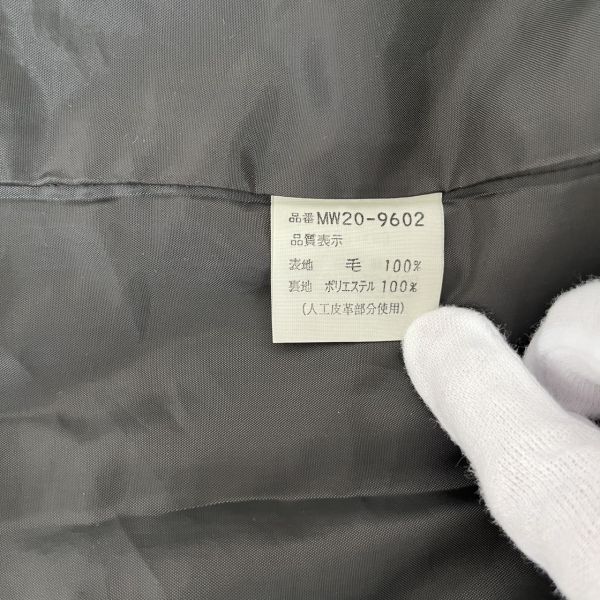 品番 MW20-9602
品質表示
表地 毛 100%
裏地 ポリエステル 100%
(人工皮革部分使用)